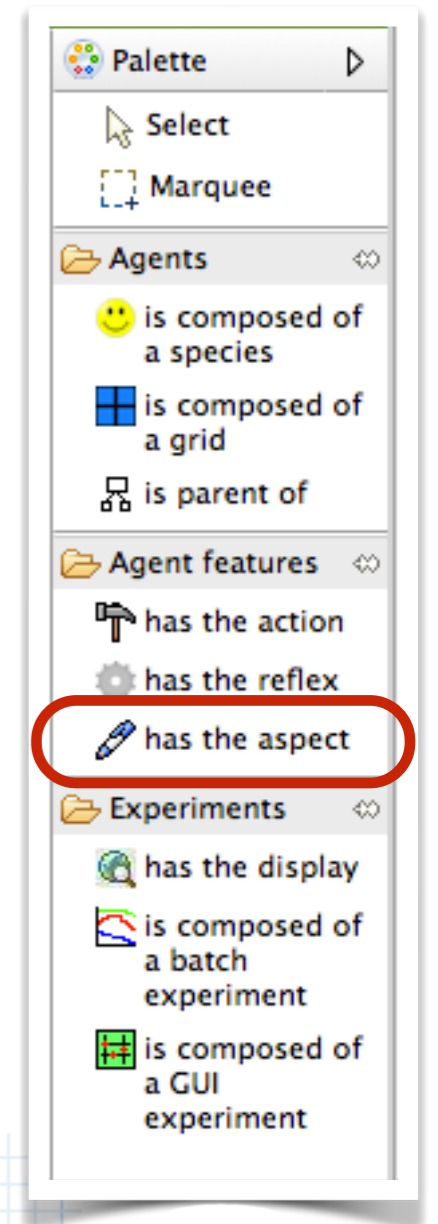 Palette
Select
Marquee
Agents
is composed of
a species
is composed of
a grid
is parent of
Agent features
has the action
has the reflex
has the aspect
Experiments
has the display
is composed of
a batch
experiment
is composed of
a GUI
experiment